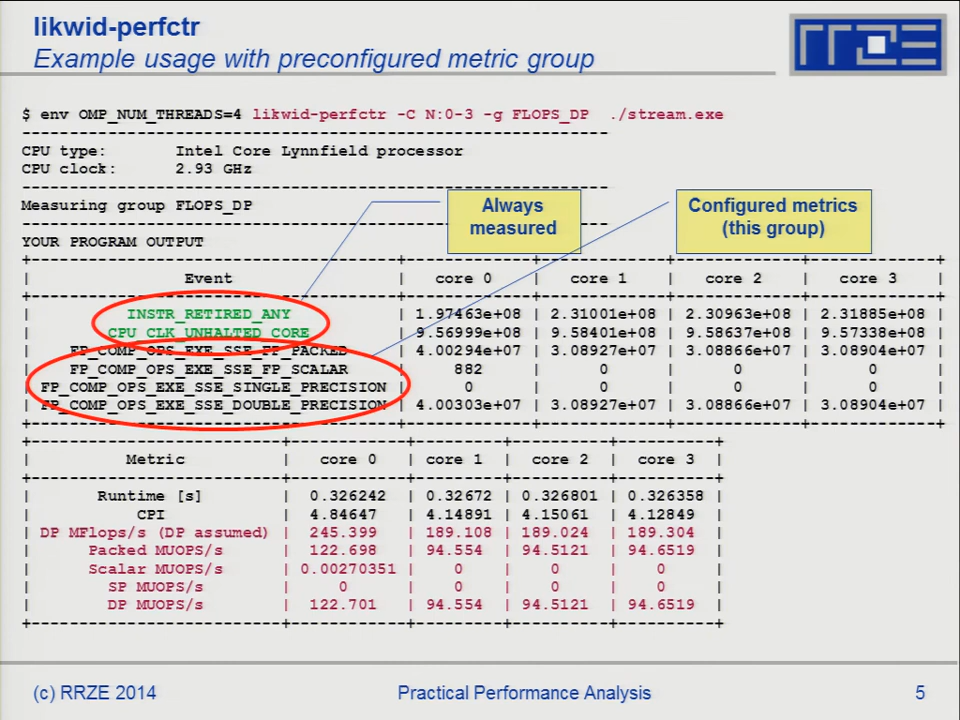 likwid-perfctr
Example usage with preconfigured metric group
RRZE
$ env OMP_NUM_THREADS=4 likwid-perfctr -C N:0-3 -g FLOPS_DP ./stream.exe
-------------------------------------------------------------
CPU type: Intel Core Lynnfield processor
CPU clock: 2.93 GHz
-------------------------------------------------------------
Measuring group FLOPS_DP
-------------------------------------------------------------
YOUR PROGRAM OUTPUT
Always
measured
Configured metrics
(this group)
| Event | core 0 | core 1 | core 2 | core 3 |
| INSTR_RETIRED_ANY | 1.97463e+08 | 2.31001e+08 | 2.30963e+08 | 2.31885e+08 |
| CPU_CLK_UNHALTED_CORE | 9.56999e+08 | 9.58401e+08 | 9.58637e+08 | 9.57338e+08 |
| FP_COMP_OPS_EXE_SSE_FP_PACKED | 4.00294e+07 | 3.08927e+07 | 3.08866e+07 | 3.08904e+07 |
| FP_COMP_OPS_EXE_SSE_FP_SCALAR | 882 | 0 | 0 | 0 |
| FP_COMP_OPS_EXE_SSE_SINGLE_PRECISION | 0 | 0 | 0 | 0 |
| FP_COMP_OPS_EXE_SSE_DOUBLE_PRECISION | 4.00303e+07 | 3.08927e+07 | 3.08866e+07 | 3.08904e+07 |
| Metric | core 0 | core 1 | core 2 | core 3 |
| Runtime [s] | 0.326242 | 0.32672 | 0.326801 | 0.326358 |
| CPI | 4.84647 | 4.14891 | 4.15061 | 4.12849 |
| DP MFlops/s (DP assumed) | 245.399 | 189.108 | 189.024 | 189.304 |
| Packed MUOPS/s | 122.698 | 94.554 | 94.5121 | 94.6519 |
| Scalar MUOPS/s | 0.00270351 | 0 | 0 | 0 |
| SP MUOPS/s | 0 | 0 | 0 | 0 |
| DP MUOPS/s | 122.701 | 94.554 | 94.5121 | 94.6519 |
(c) RRZE 2014
Practical Performance Analysis
5